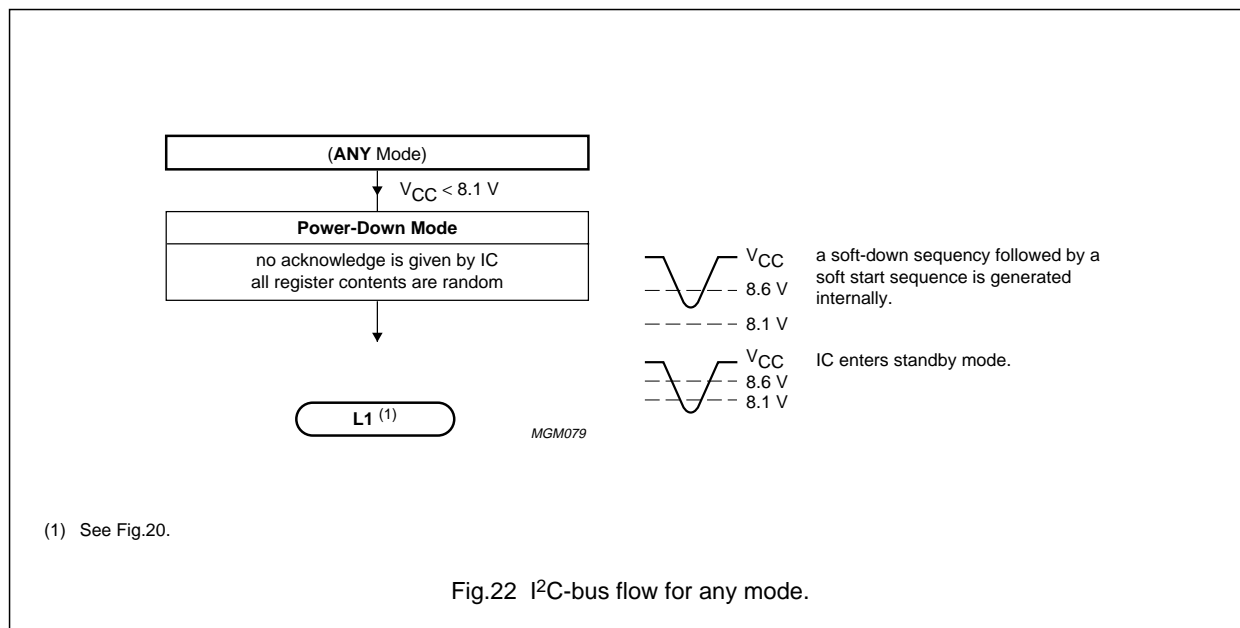 (ANY Mode)
VCC < 8.1 V
Power-Down Mode
no acknowledge is given by IC
all register contents are random
L1 (1)
MGM079
VCC
8.6 V
8.1 V
a soft-down sequency followed by a
soft start sequence is generated
internally.
VCC
8.6 V
8.1 V
IC enters standby mode.
(1) See Fig.20.
Fig.22 I2C-bus flow for any mode.